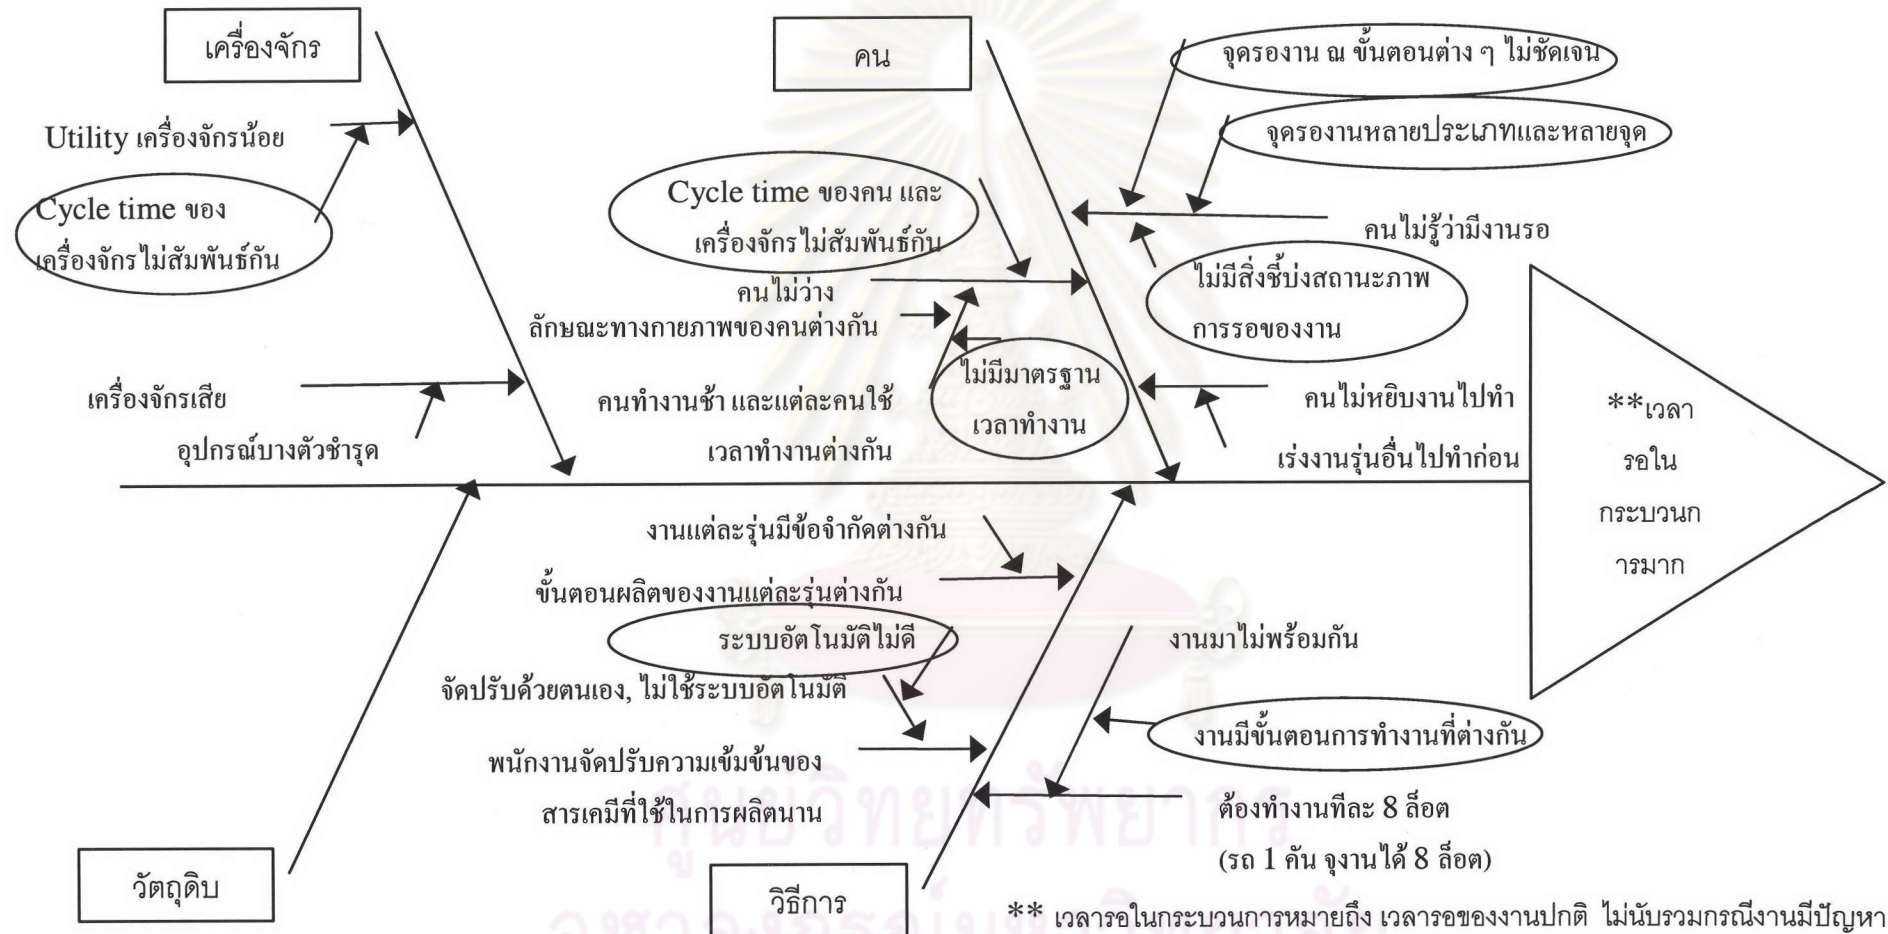 เครื่องจักร
คน
จุดรองาน ณ ขั้นตอนต่าง ๆ ไม่ชัดเจน
จุดรองานหลายประเภทและหลายจุด
Utility เครื่องจักรน้อย
Cycle time ของ
เครื่องจักรไม่สัมพันธ์กัน
Cycle time ของคน และ
เครื่องจักรไม่สัมพันธ์กัน
คนไม่รู้ว่ามีงานรอ
คนไม่ว่าง
ไม่มีสิ่งชี้บ่งสถานะภาพ
การรอของงาน
ลักษณะทางกายภาพของคนต่างกัน
ไม่มีมาตรฐาน
เวลาทำงาน
เครื่องจักรเสีย
อุปกรณ์บางตัวชำรุด
คนทำงานช้า และแต่ละคนใช้
เวลาทำงานต่างกัน
คนไม่หยิบงานไปทำ
เร่งงานรุ่นอื่นไปทำก่อน
**เวลา
รอใน
กระบวนก
ารมาก
งานแต่ละรุ่นมีข้อจำกัดต่างกัน
ขั้นตอนผลิตของงานแต่ละรุ่นต่างกัน
ระบบอัตโนมัติไม่ดี
จัดปรับด้วยตนเอง, ไม่ใช้ระบบอัตโนมัติ
พนักงานจัดปรับความเข้มข้นของ
สารเคมีที่ใช้ในการผลิตนาน
งานมาไม่พร้อมกัน
งานมีขั้นตอนการทำงานที่ต่างกัน
ต้องทำงานทีละ 8 ล็อต
(รถ 1 คัน จุงานได้ 8 ล็อต)
วัตถุดิบ
วิธีการ
ศูนย์วิทยทรัพยากร
จุฬาลงกรณ์มหาวิทยาลัย
** เวลารอในกระบวนการหมายถึง เวลารอของงานปกติ ไม่นับรวมกรณีงานมีปัญหา